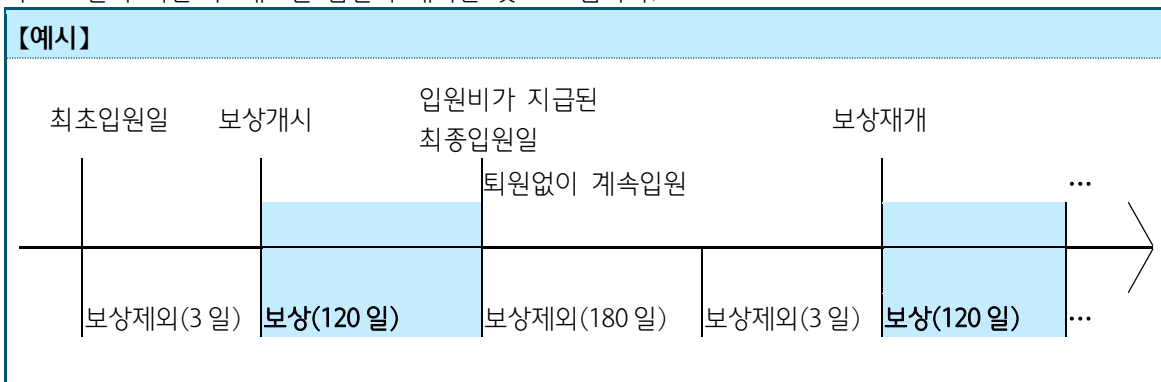 【예시】
최초입원일 보상개시 입원비가 지급된 보상재개
최종입원일
퇴원없이 계속입원 …
보상제외(3 일) 보상(120 일) 보상제외(180 일) 보상제외(3 일) 보상(120 일) …